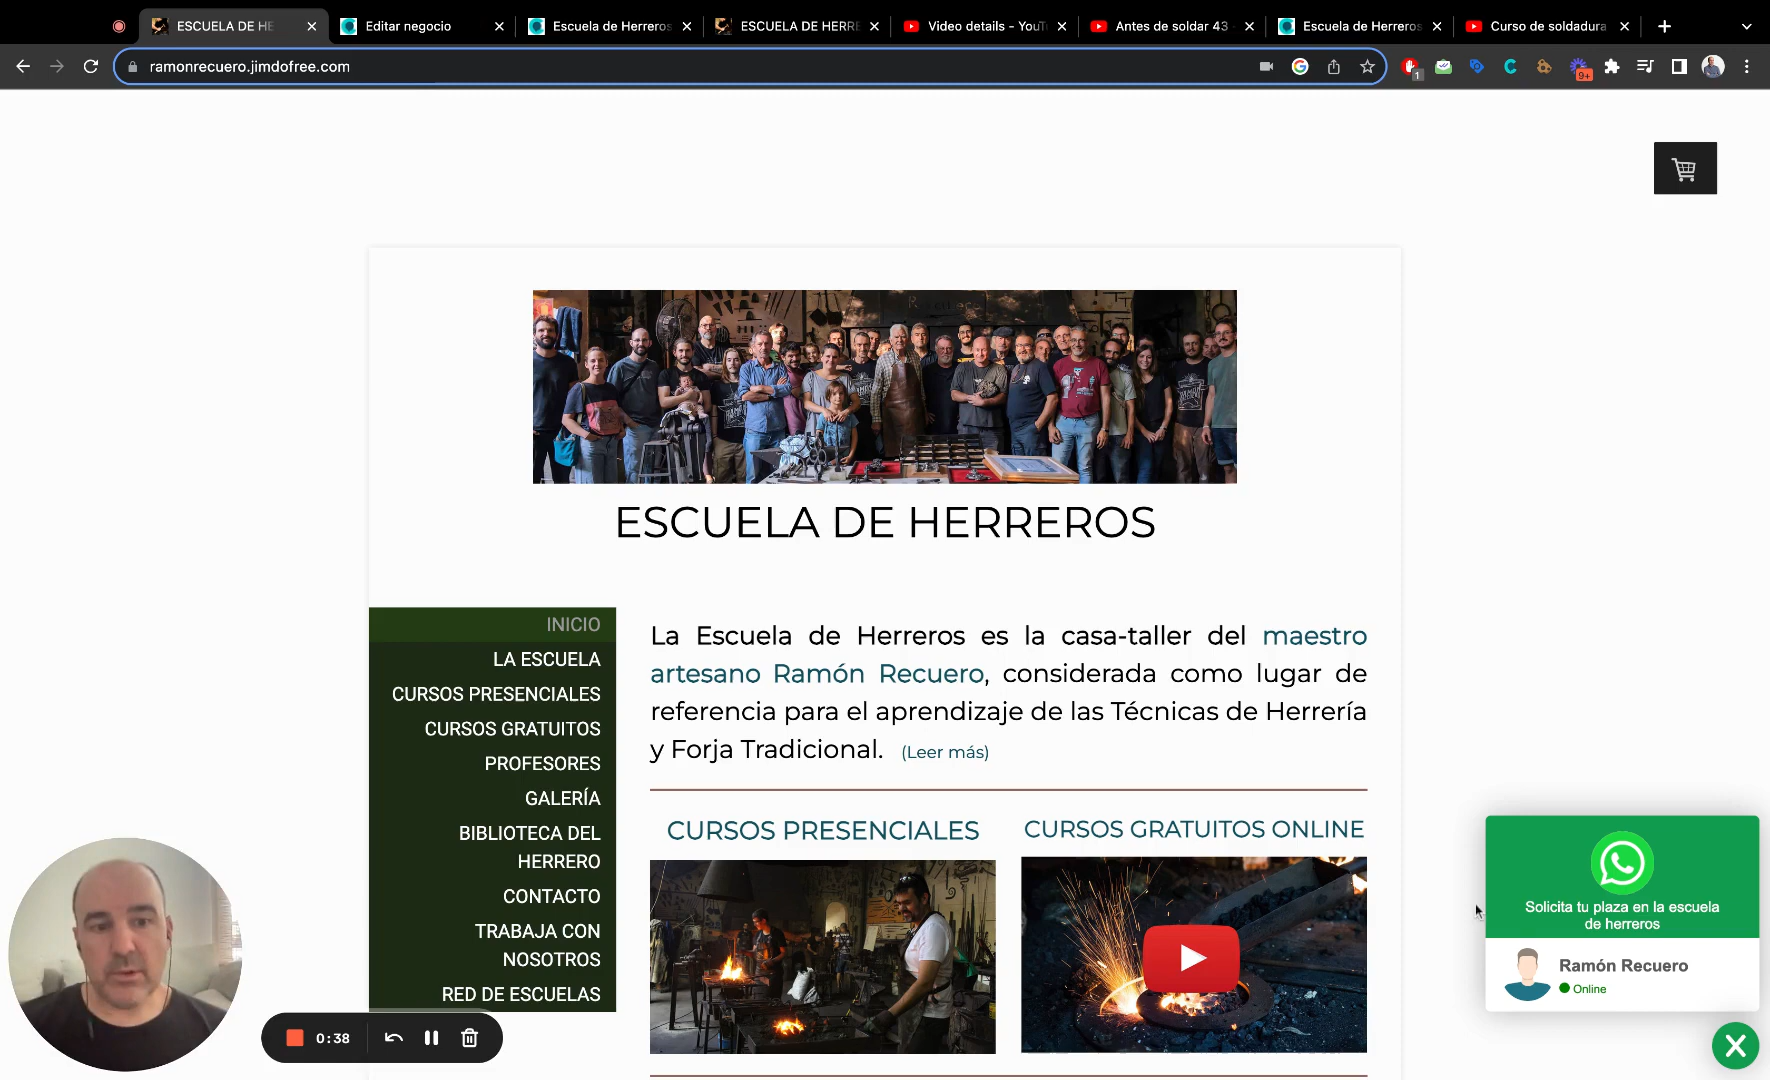 ESCUELA DE HE
Editar negocio
Escuela de Herreros
ESCUELA DE HERRE
Video details - YouTu
Antes de soldar 43 -
Escuela de Herreros
Curso de soldadura
ramonrecuero.jimdofree.com
1
9+
ESCUELA DE HERREROS
INICIO
LA ESCUELA
CURSOS PRESENCIALES
CURSOS GRATUITOS
PROFESORES
GALERÍA
BIBLIOTECA DEL
HERRERO
CONTACTO
TRABAJA CON
NOSOTROS
RED DE ESCUELAS
La Escuela de Herreros es la casa-taller del maestro
artesano Ramón Recuero, considerada como lugar de
referencia para el aprendizaje de las Técnicas de Herrería
y Forja Tradicional. (Leer más)
CURSOS PRESENCIALES
CURSOS GRATUITOS ONLINE
Solicita tu plaza en la escuela
de herreros
Ramón Recuero
Online
0:38